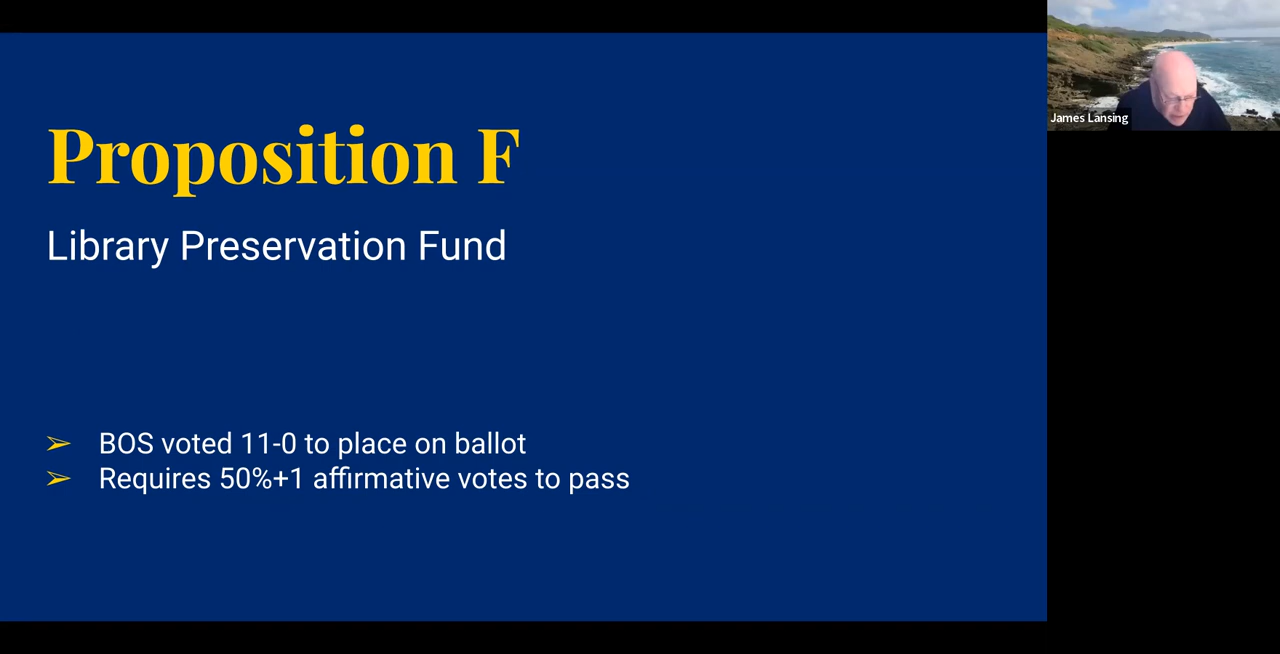 Proposition F
Library Preservation Fund
➢ BOS voted 11-0 to place on ballot
➢ Requires 50%+1 affirmative votes to pass
James Lansing